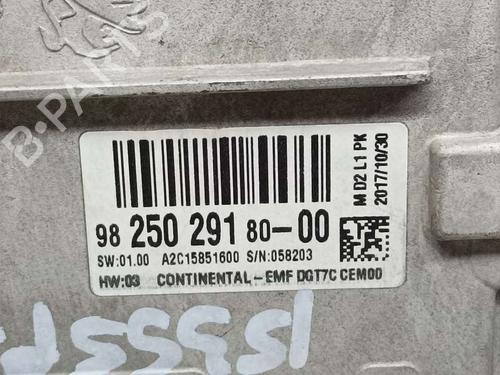 B-PARTS
98 250 291 80-00
SW:01.00 A2C15851600 S/N:058203
HW:03 CONTINENTAL-EMF DGT7C CEM00
M D2 L1 PK
2017/10/30